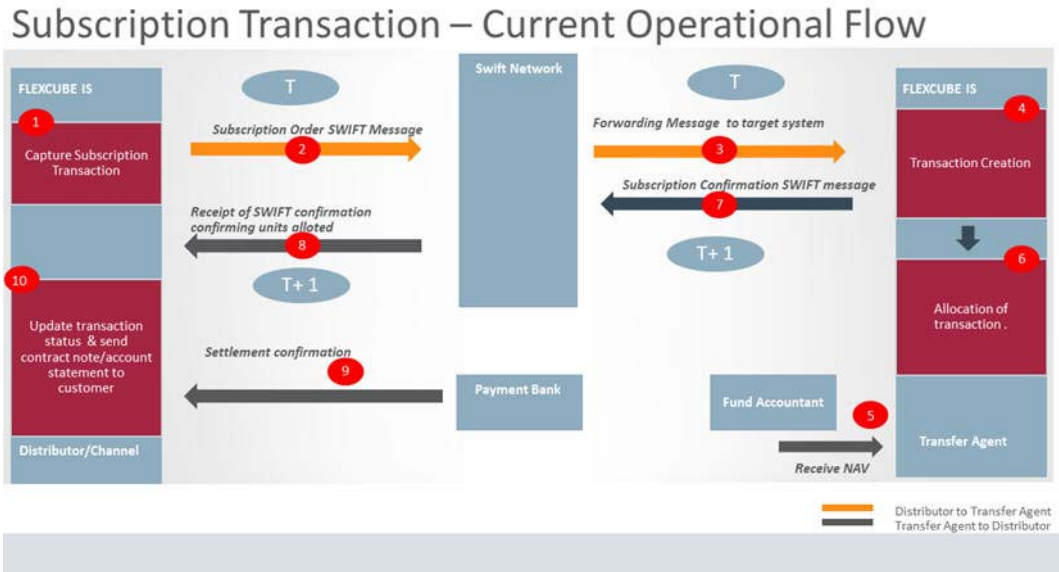 Subscription Transaction – Current Operational Flow
FLEXCUBE IS
1
Capture Subscription
Transaction
T
Subscription Order SWIFT Message
2
Receipt of SWIFT confirmation
confirming units alloted
8
T+ 1
10
Update transaction
status & send
contract note/account
statement to
customer
Settlement confirmation
9
Distributor/Channel
Swift Network
Payment Bank
T
Forwarding Message to target system
3
Subscription Confirmation SWIFT message
7
T+ 1
FLEXCUBE IS
4
Transaction Creation
6
Allocation of
transaction .
Fund Accountant
5
Receive NAV
Transfer Agent
Distributor to Transfer Agent
Transfer Agent to Distributor